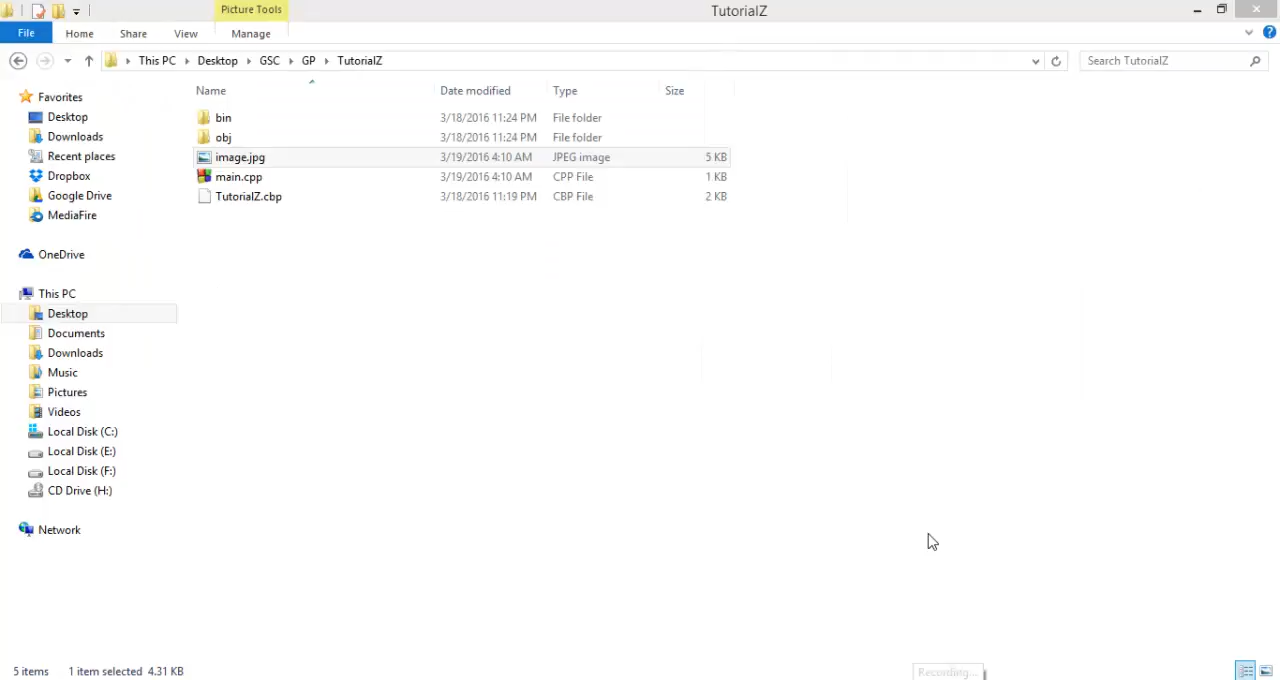 Picture Tools
TutorialZ
File Home Share View Manage
This PC Desktop GSC GP TutorialZ
Search TutorialZ
Name Date modified Type Size
Favorites
Desktop
Downloads
Recent places
Dropbox
Google Drive
MediaFire
OneDrive
This PC
Desktop
Documents
Downloads
Music
Pictures
Videos
Local Disk (C:)
Local Disk (E:)
Local Disk (F:)
CD Drive (H:)
Network
bin 3/18/2016 11:24 PM File folder
obj 3/18/2016 11:24 PM File folder
image.jpg 3/19/2016 4:10 AM JPEG image 5 KB
main.cpp 3/19/2016 4:10 AM CPP File 1 KB
TutorialZ.cbp 3/18/2016 11:19 PM CBP File 2 KB
5 items 1 item selected 4.31 KB
Recording...